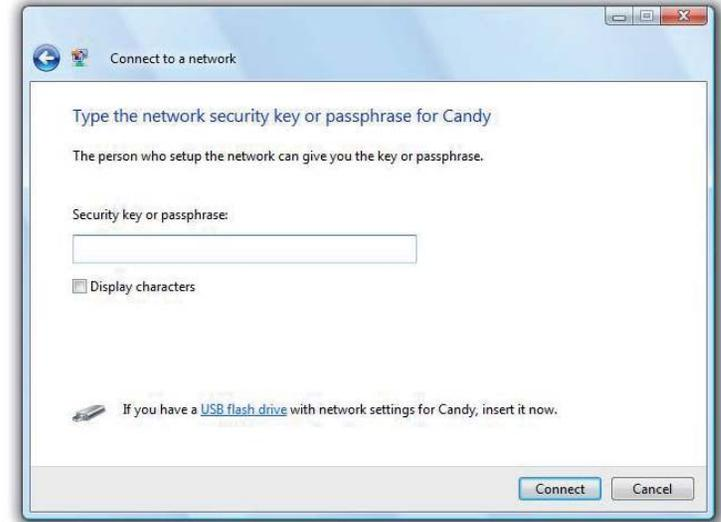 Connect to a network
Type the network security key or passphrase for Candy
The person who setup the network can give you the key or passphrase.
Security key or passphrase:
Display characters
If you have a USB flash drive with network settings for Candy, insert it now.
Connect Cancel